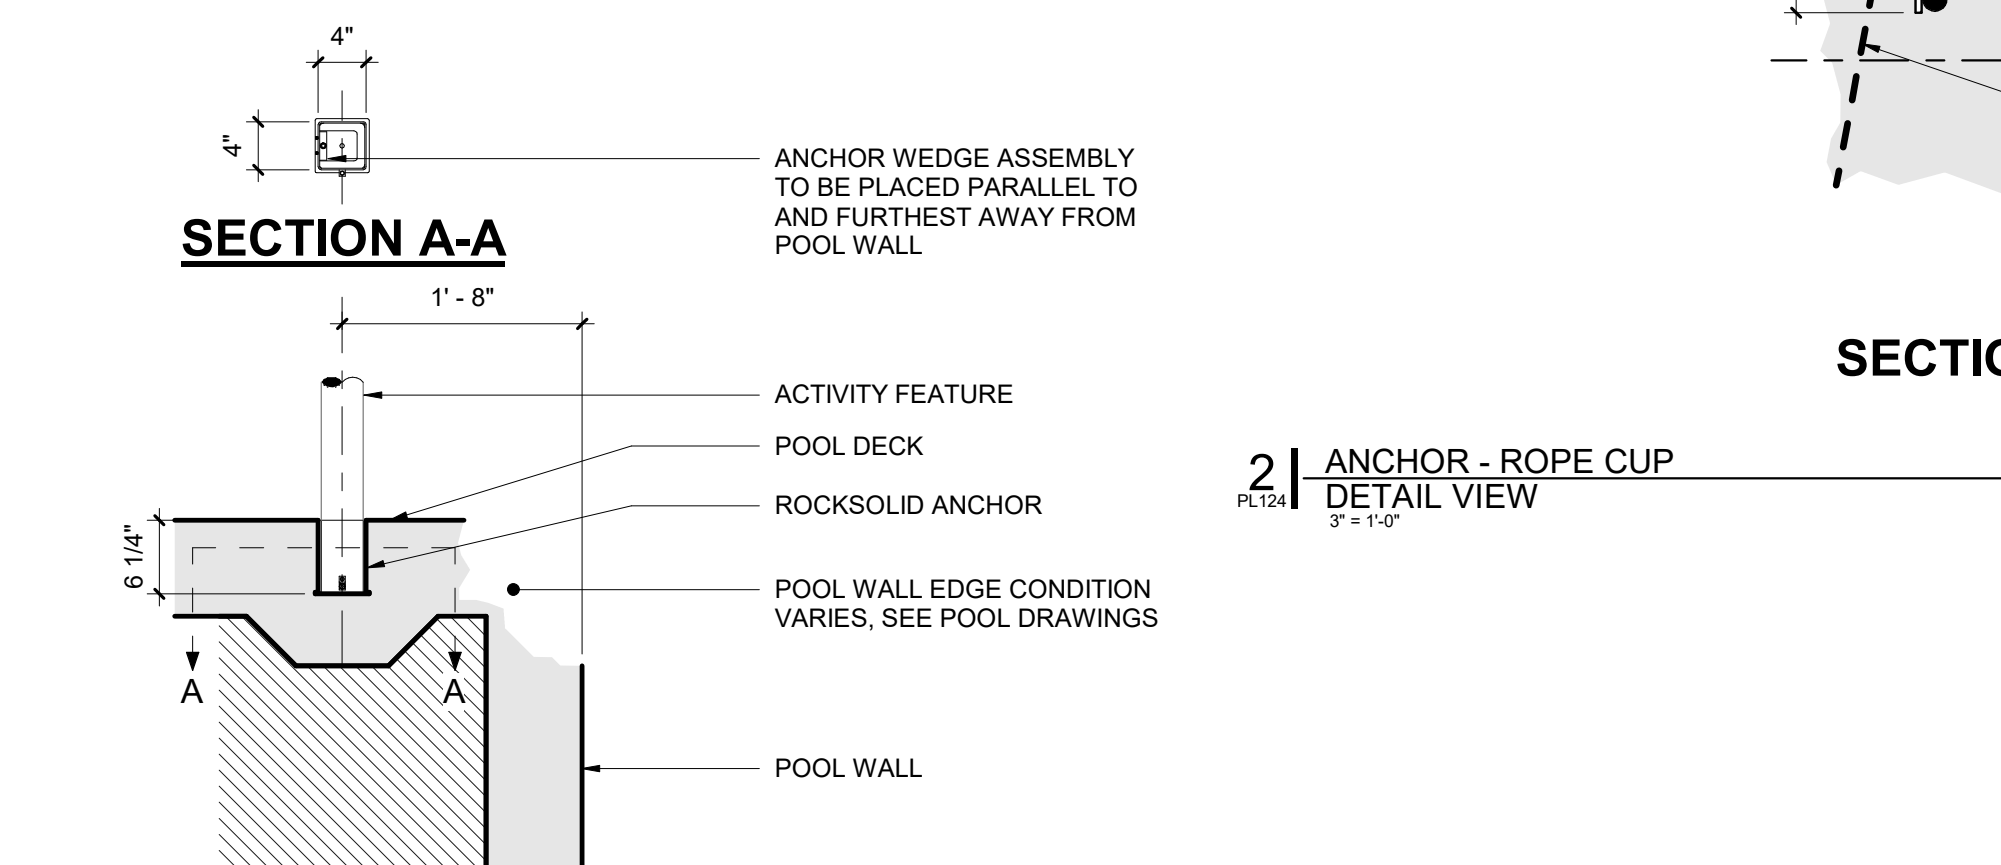 4"
4"
ANCHOR WEDGE ASSEMBLY
TO BE PLACED PARALLEL TO
AND FURTHEST AWAY FROM
POOL WALL
SECTION A-A
1' - 8"
ACTIVITY FEATURE
POOL DECK
ROCKSOLID ANCHOR
6 1/4"
POOL WALL EDGE CONDITION
VARIES, SEE POOL DRAWINGS
A
A
POOL WALL
SECTIO
2
PL124
ANCHOR - ROPE CUP
DETAIL VIEW
3" = 1'-0"